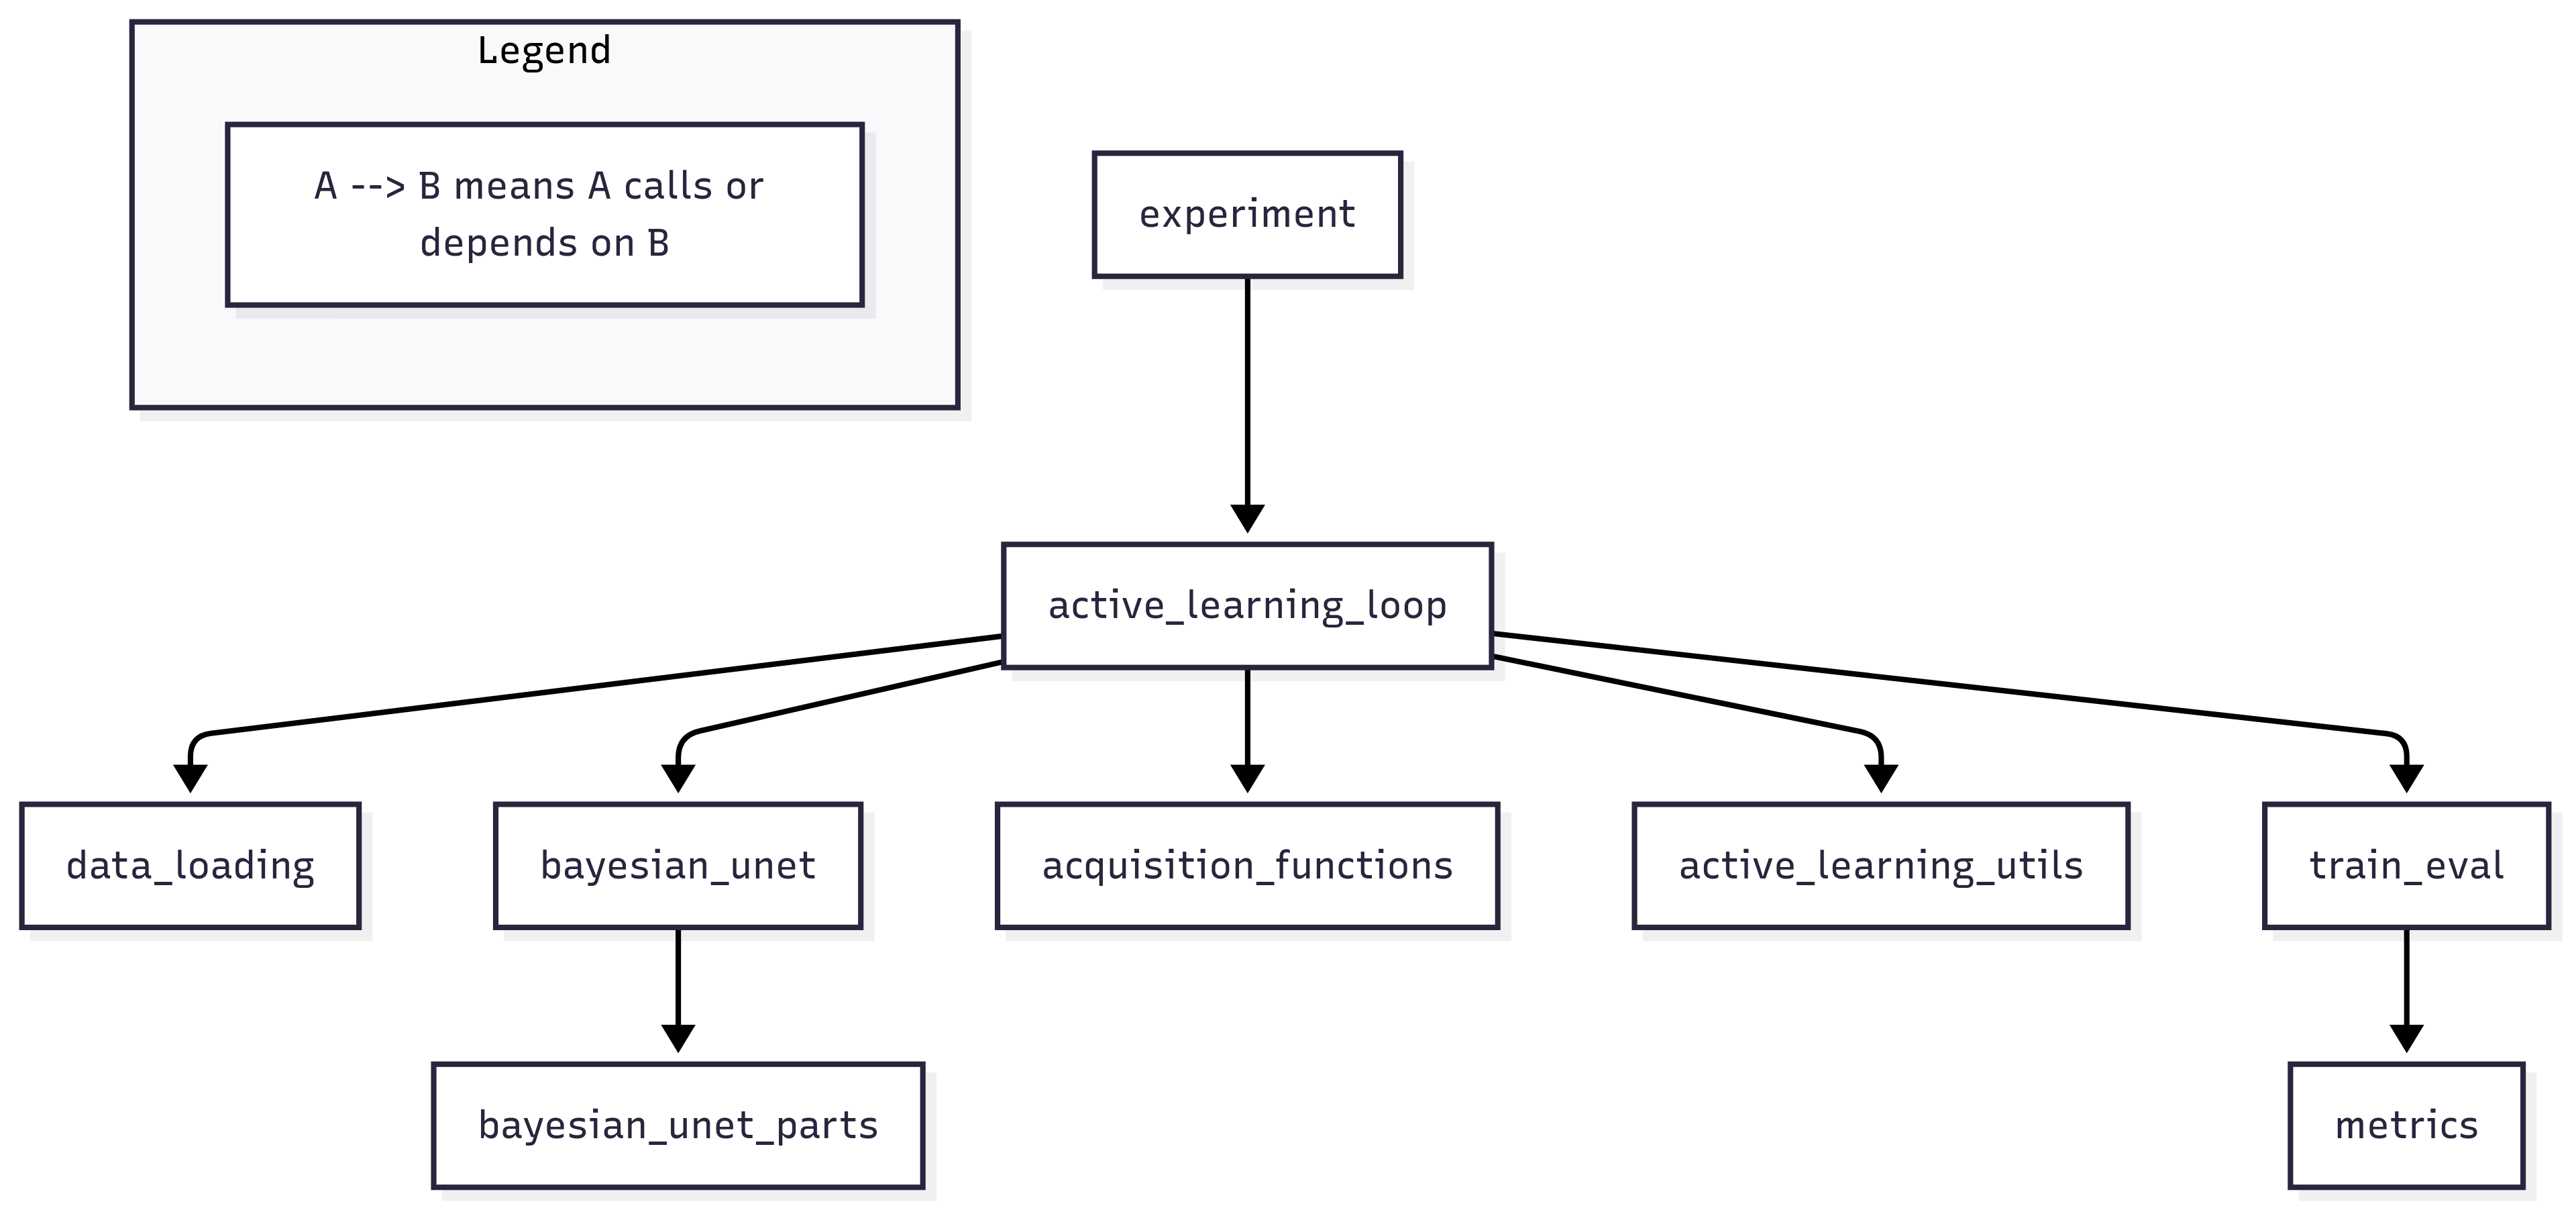 Legend
A --> B means A calls or
depends on B
experiment
active_learning_loop
data_loading
bayesian_unet
acquisition_functions
active_learning_utils
train_eval
bayesian_unet_parts
metrics